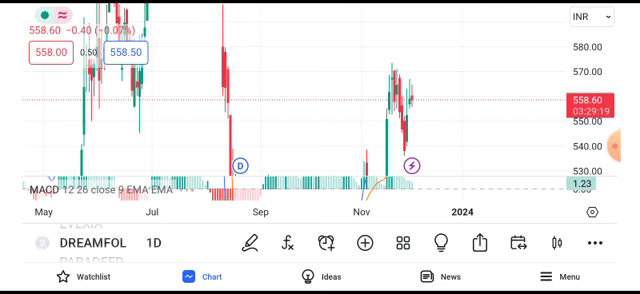 INR
558.60 −0.40 (−0.07%)
558.00 0.50 558.50
580.00
570.00
558.60
03:29:19
550.00
540.00
530.00
D
1.23
MACD 12 26 close 9 EMA EMA
May Jul Sep Nov 2024
D DREAMFOL 1D
Watchlist Chart Ideas News Menu